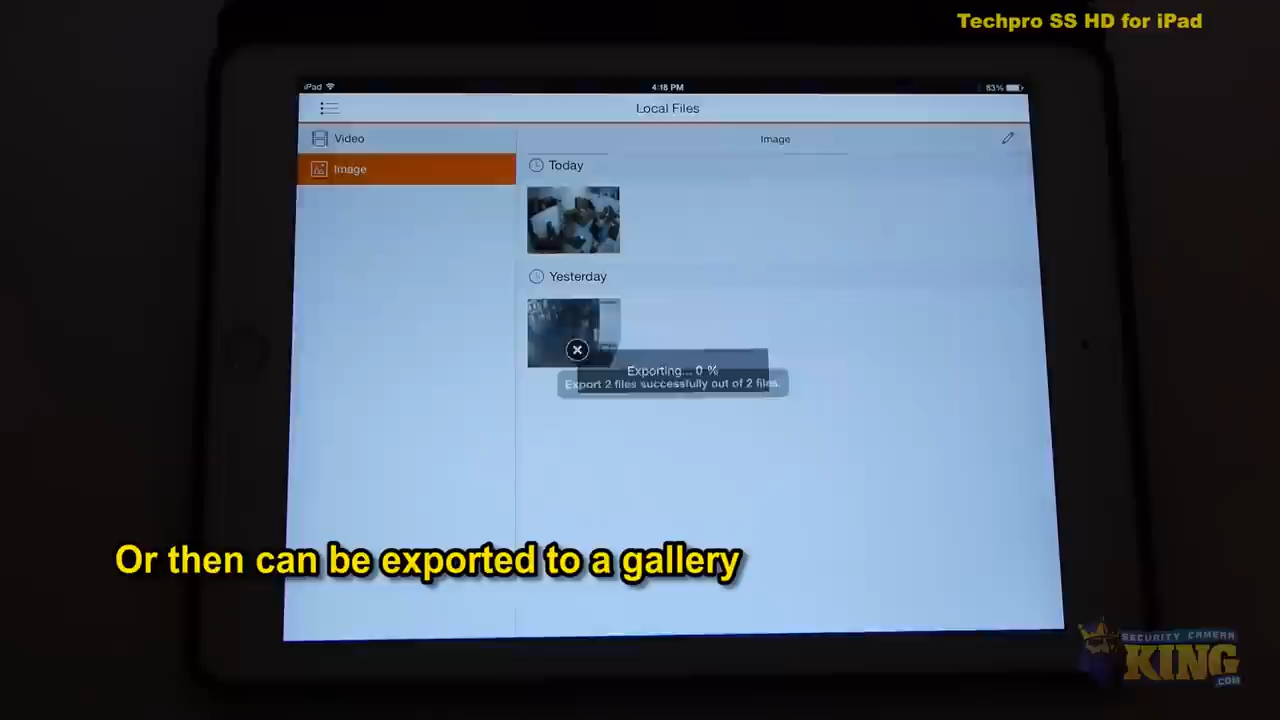 Techpro SS HD for iPad
iPad 4:18 PM 83%
Local Files
Video
Image
Image
Today
Yesterday
Exporting... 0 %
Export 2 files successfully out of 2 files.
Or then can be exported to a gallery
SECURITY CAMERA
KING
.COM